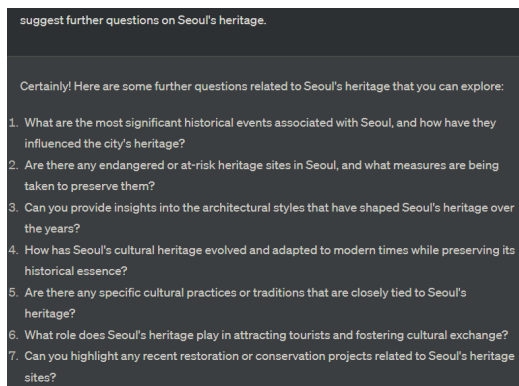 suggest further questions on Seoul's heritage.
Certainly! Here are some further questions related to Seoul's heritage that you can explore:
1. What are the most significant historical events associated with Seoul, and how have they
influenced the city's heritage?
2. Are there any endangered or at-risk heritage sites in Seoul, and what measures are being
taken to preserve them?
3. Can you provide insights into the architectural styles that have shaped Seoul's heritage over
the years?
4. How has Seoul's cultural heritage evolved and adapted to modern times while preserving its
historical essence?
5. Are there any specific cultural practices or traditions that are closely tied to Seoul's
heritage?
6. What role does Seoul's heritage play in attracting tourists and fostering cultural exchange?
7. Can you highlight any recent restoration or conservation projects related to Seoul's heritage
sites?